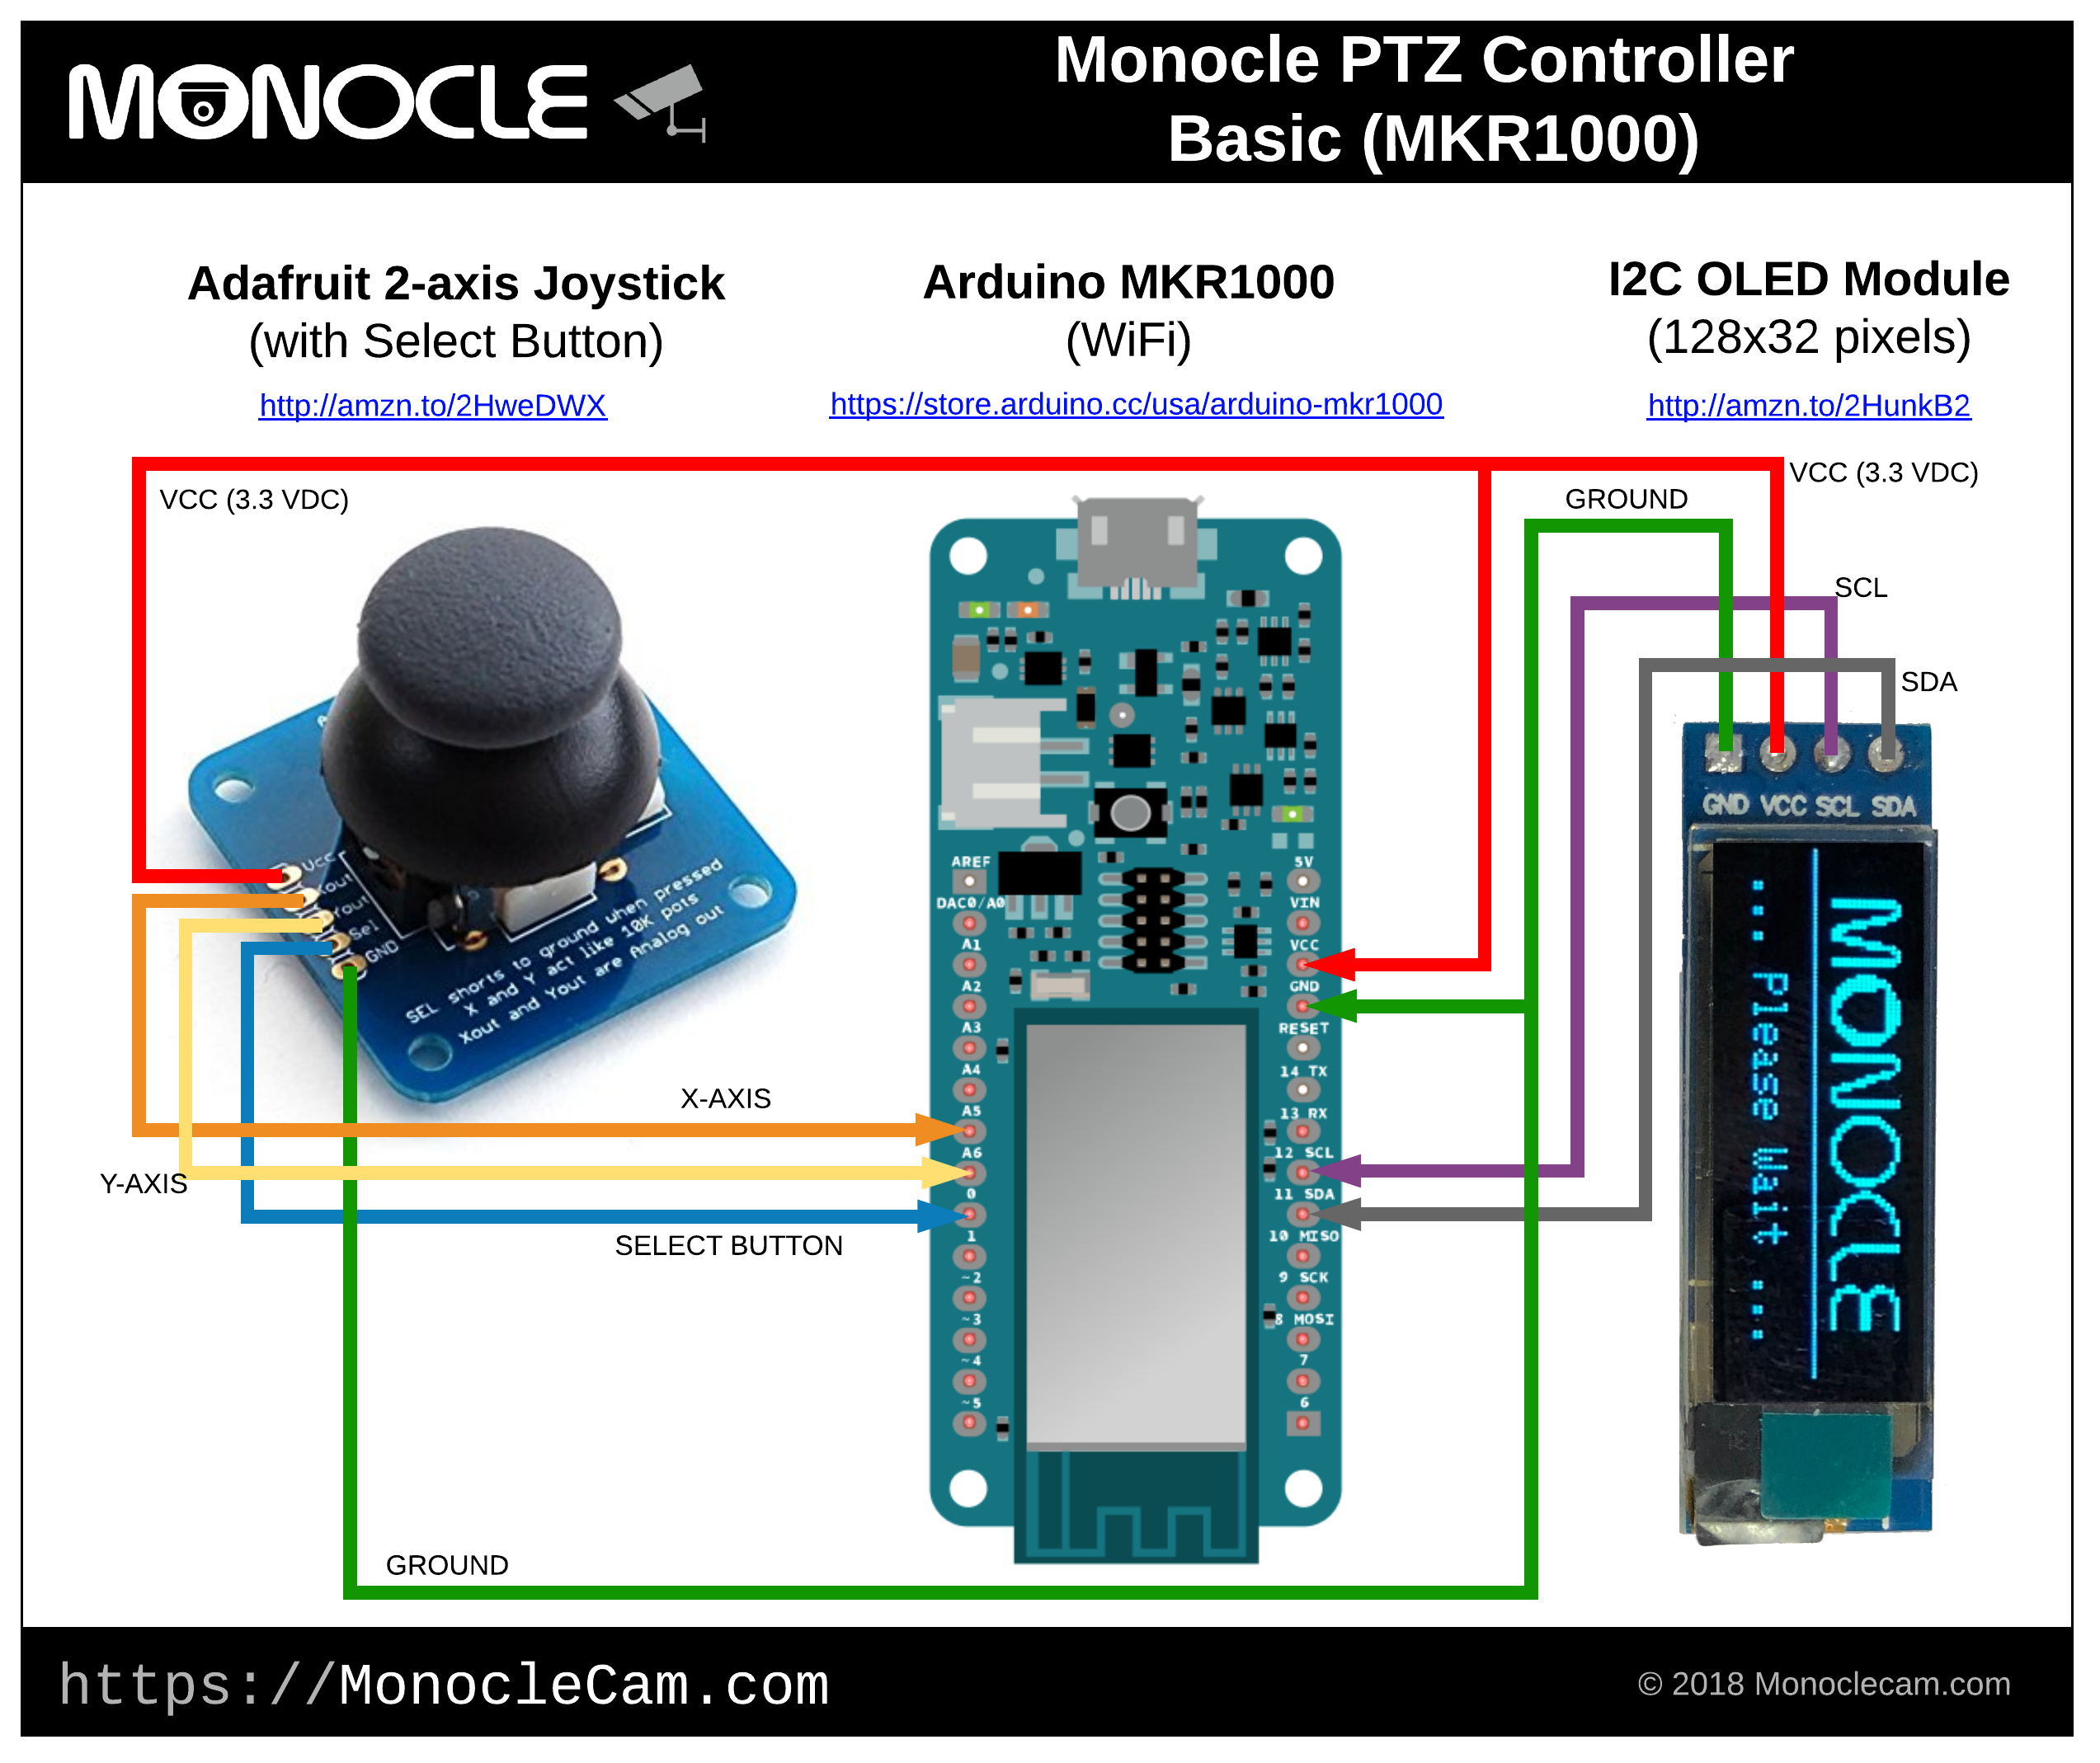 MONOCLE
Monocle PTZ Controller
Basic (MKR1000)
Adafruit 2-axis Joystick
(with Select Button)
http://amzn.to/2HweDWX
Arduino MKR1000
(WiFi)
https://store.arduino.cc/usa/arduino-mkr1000
I2C OLED Module
(128x32 pixels)
http://amzn.to/2HunkB2
VCC (3.3 VDC)
VCC (3.3 VDC)
GROUND
SCL
SDA
Vcc
Xout
Yout
Sel
GND
SEL shorts to ground when pressed
X and Y act like 10K pots
Xout and Yout are Analog out
X-AXIS
Y-AXIS
SELECT BUTTON
GROUND
AREF
DAC0/A0
A1
A2
A3
A4
A5
A6
0
1
~2
~3
~4
~5
5V
VIN
VCC
GND
RESET
14 TX
13 RX
12 SCL
11 SDA
10 MISO
9 SCK
8 MOSI
7
6
GND VCC SCL SDA
MONOCLE
... Please Wait ...
https://MonocleCam.com
© 2018 Monoclecam.com